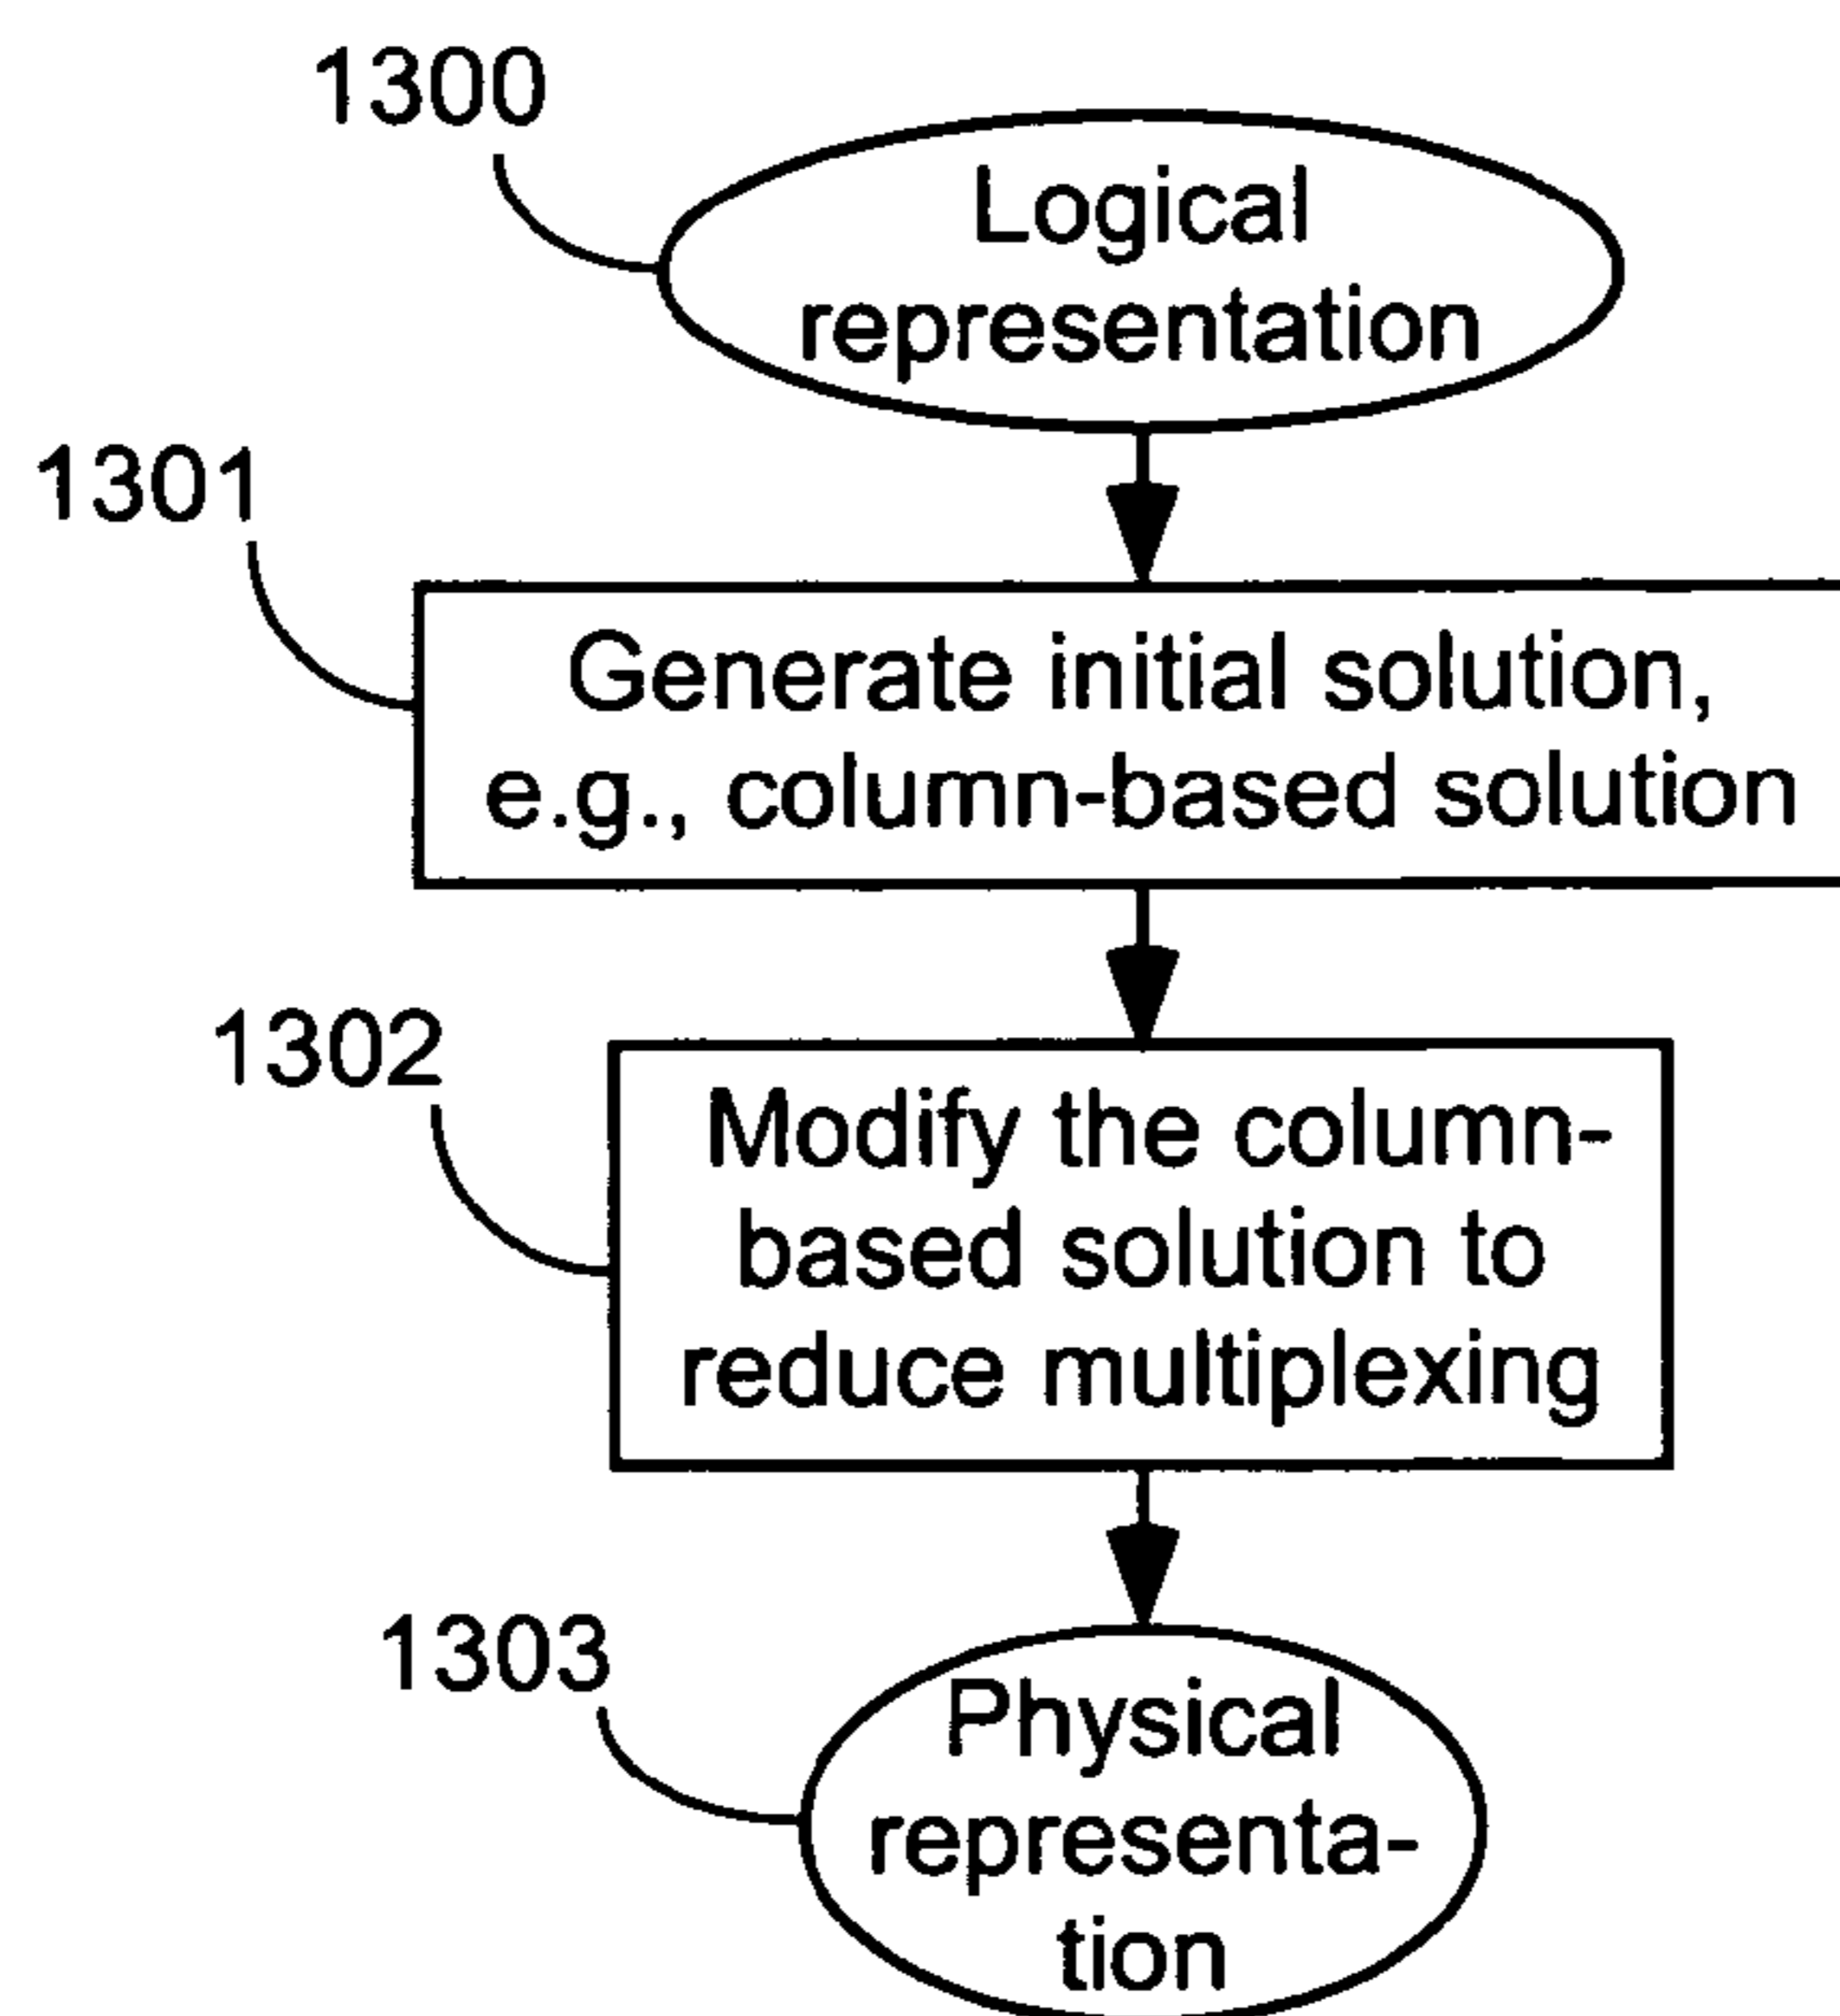 1300
Logical
representation
1301
Generate initial solution,
e.g., column-based solution
1302
Modify the column-
based solution to
reduce multiplexing
1303
Physical
representa-
tion